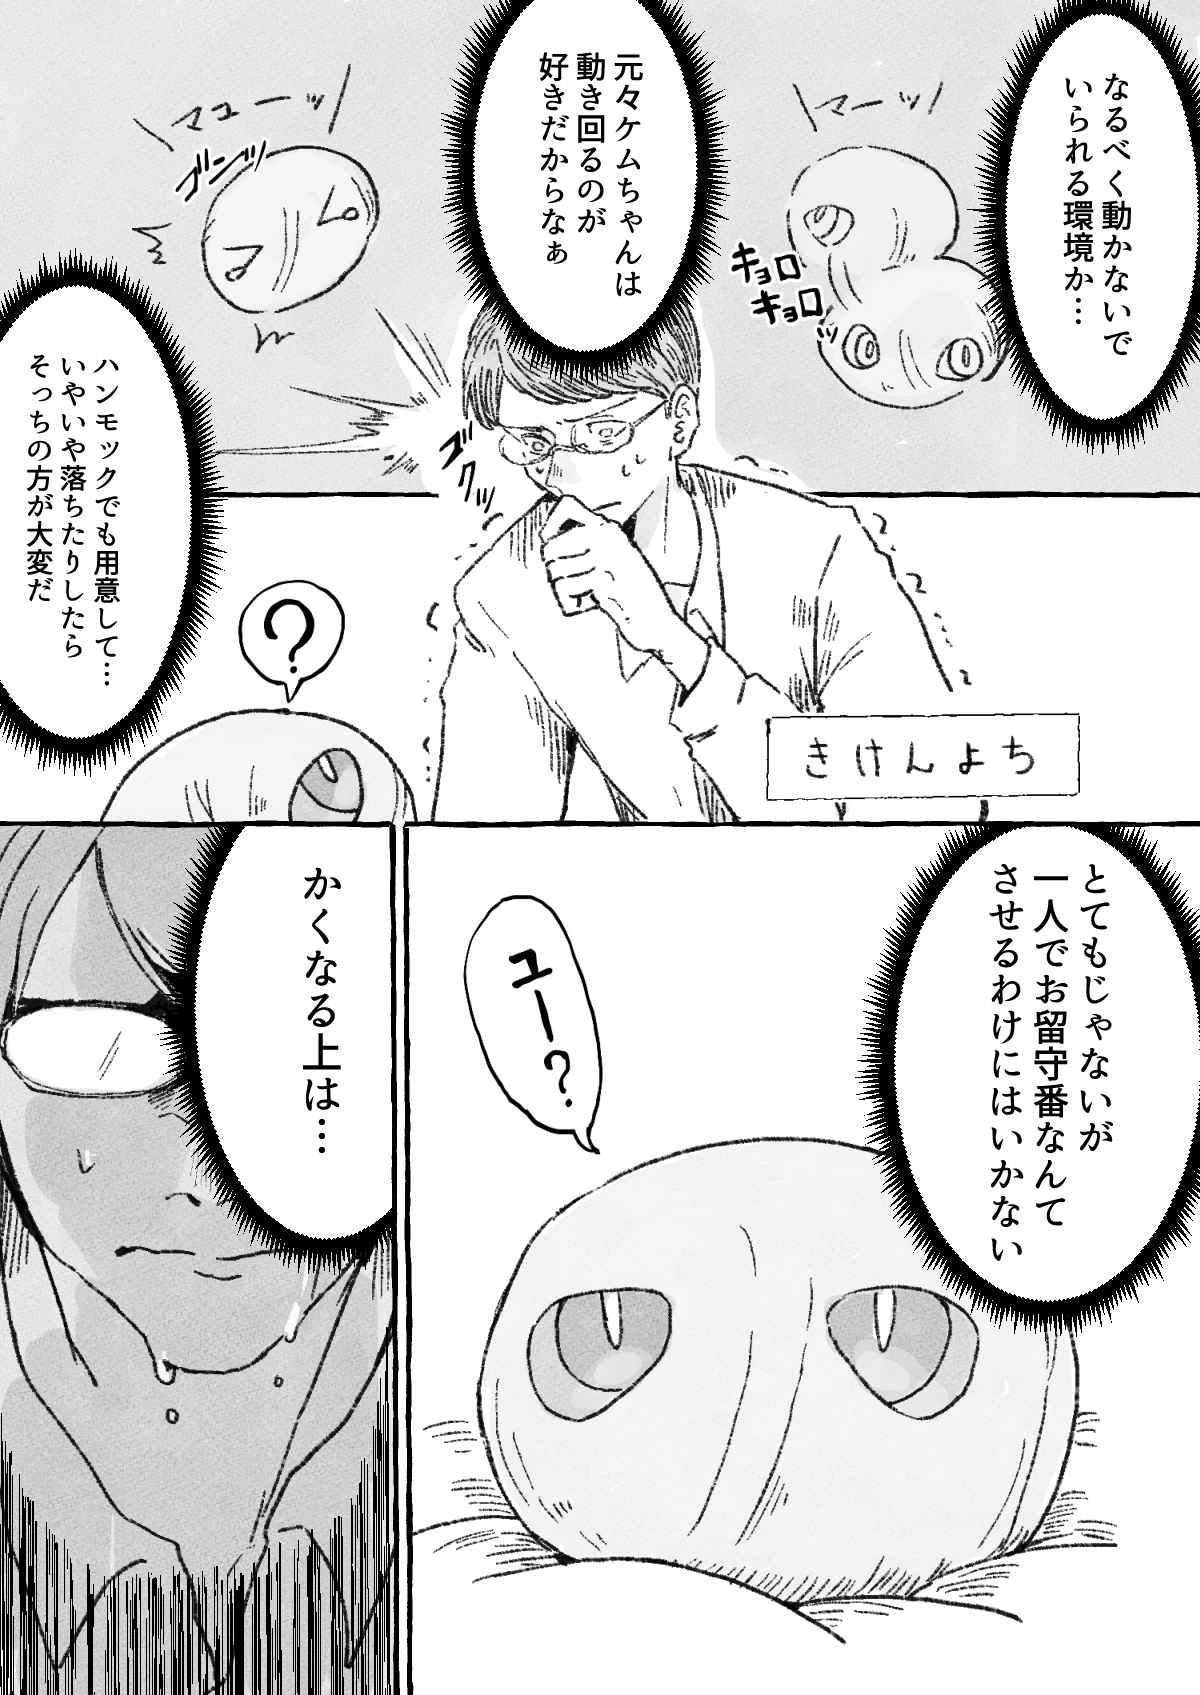 なるべく動かないで
いられる環境か…
マーッ
キョロ
キョロッ
元々ケムちゃんは
動き回るのが
好きだからなぁ
マユーッ
ゴンッ
ゴクッ
ハンモックでも用意して…
いやいや落ちたりしたら
そっちの方が大変だ
?
きけんよち
とてもじゃないが
一人でお留守番なんて
させるわけにはいかない
ユー?
かくなる上は…